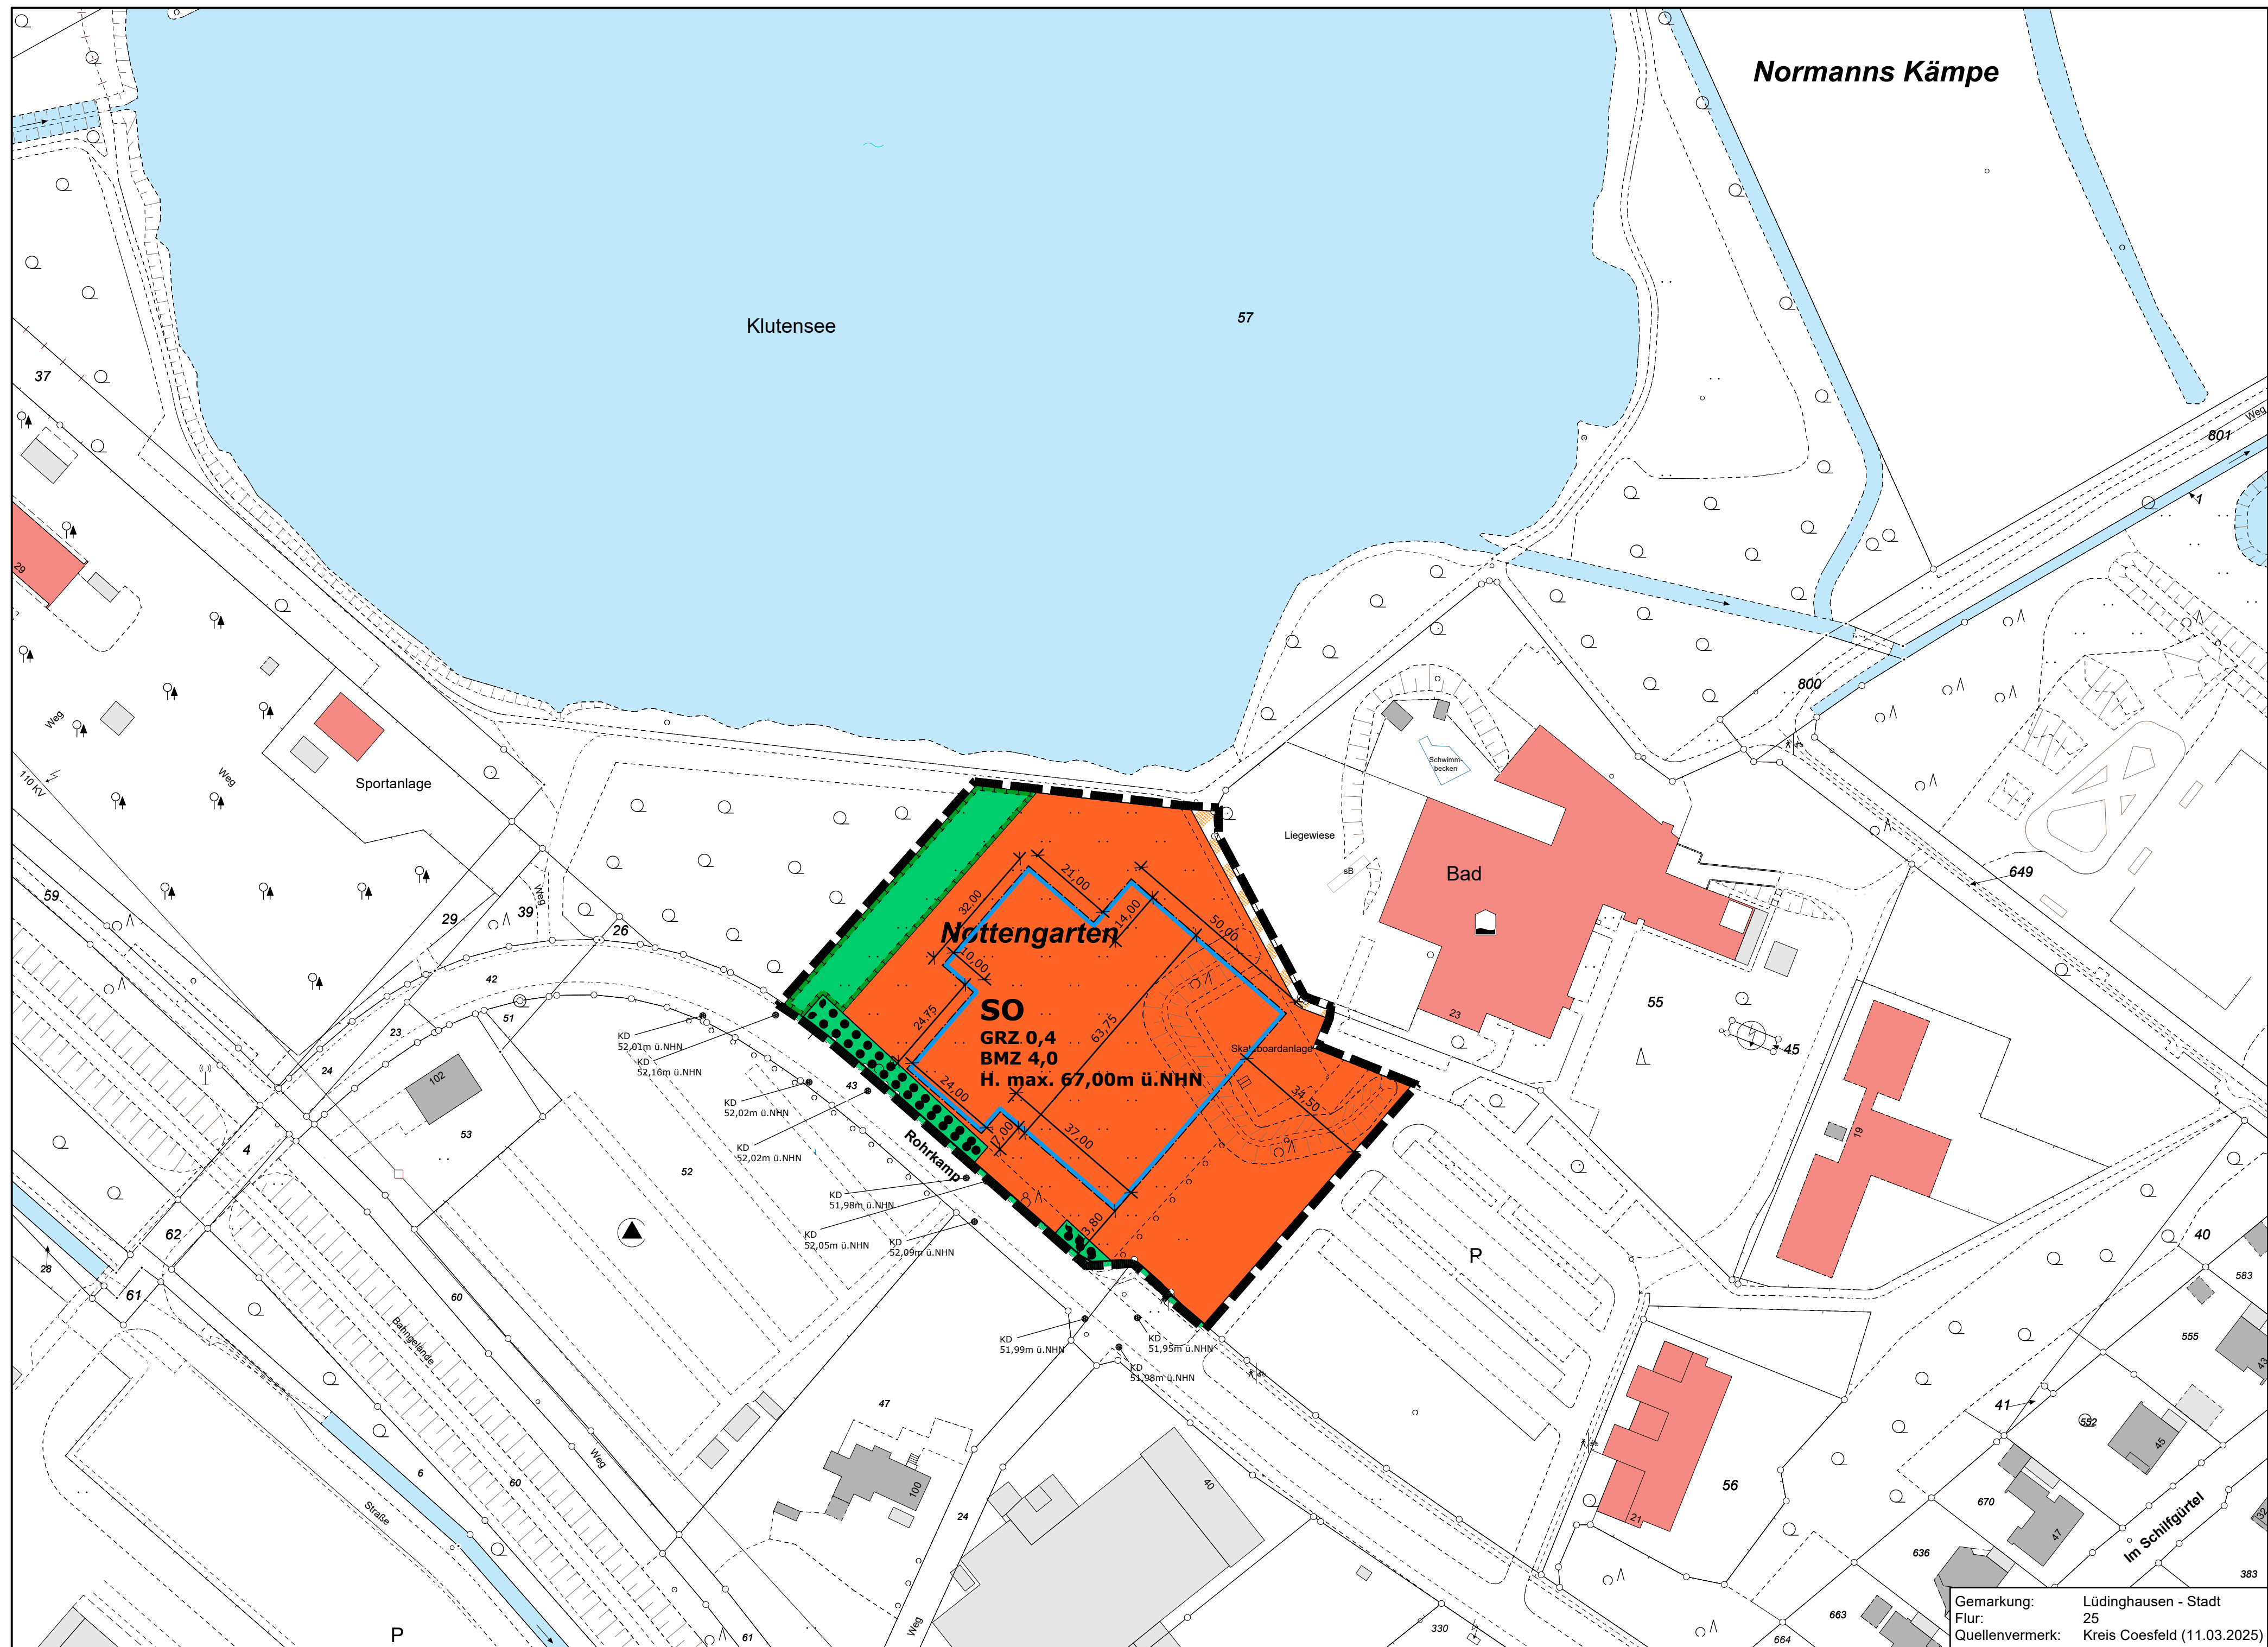 Normanns Kämpe
Klutensee
57
37
801
Weg
1
29
800
Weg
Weg
110 KV
Sportanlage
Schwimm-
becken
Liegewiese
sB
Bad
649
59
29
39
Weg
26
42
23
51
24
102
53
4
52
62
28
61
60
Bahngelände
Weg
6
60
Straße
P
61
Nottengarten
SO
GRZ 0,4
BMZ 4,0
H. max. 67,00m ü.NHN
32,00
21,00
14,00
50,00
10,00
24,75
63,75
24,00
7,00
37,00
34,50
3,80
Skateboardanlage
23
55
45
19
43
Rohrkamp
KD
52,01m ü.NHN
KD
52,16m ü.NHN
KD
52,02m ü.NHN
KD
52,02m ü.NHN
KD
51,98m ü.NHN
KD
52,05m ü.NHN
KD
52,09m ü.NHN
KD
51,99m ü.NHN
KD
51,95m ü.NHN
KD
51,98m ü.NHN
47
100
24
Weg
40
P
56
21
330
40
583
555
43
41
552
45
670
47
Im Schilfgürtel
32
636
663
664
383
Gemarkung: Lüdinghausen - Stadt
Flur: 25
Quellenvermerk: Kreis Coesfeld (11.03.2025)